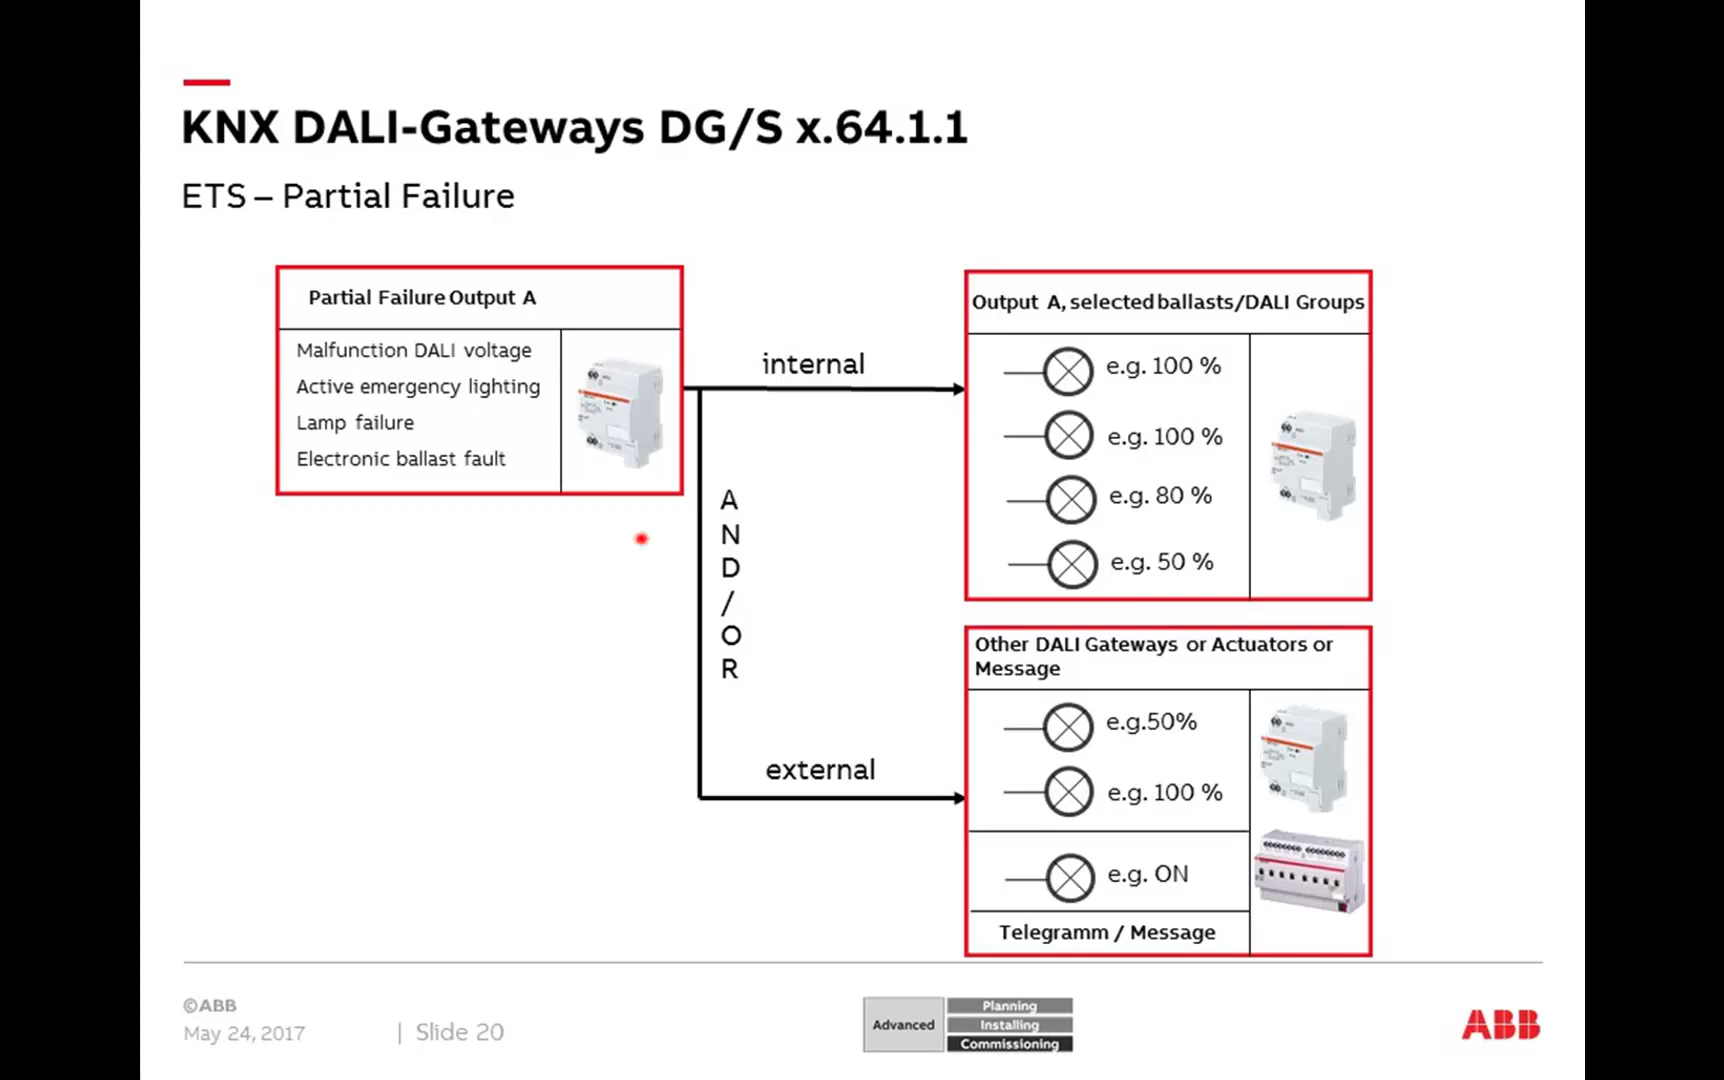 KNX DALI-Gateways DG/S x.64.1.1
ETS – Partial Failure
Partial Failure Output A
Malfunction DALI voltage
Active emergency lighting
Lamp failure
Electronic ballast fault
internal
A
N
D
/
O
R
external
Output A, selected ballasts/DALI Groups
e.g. 100 %
e.g. 100 %
e.g. 80 %
e.g. 50 %
Other DALI Gateways or Actuators or
Message
e.g.50%
e.g. 100 %
e.g. ON
Telegramm / Message
©ABB
May 24, 2017 | Slide 20
Advanced
Planning
Installing
Commissioning
ABB